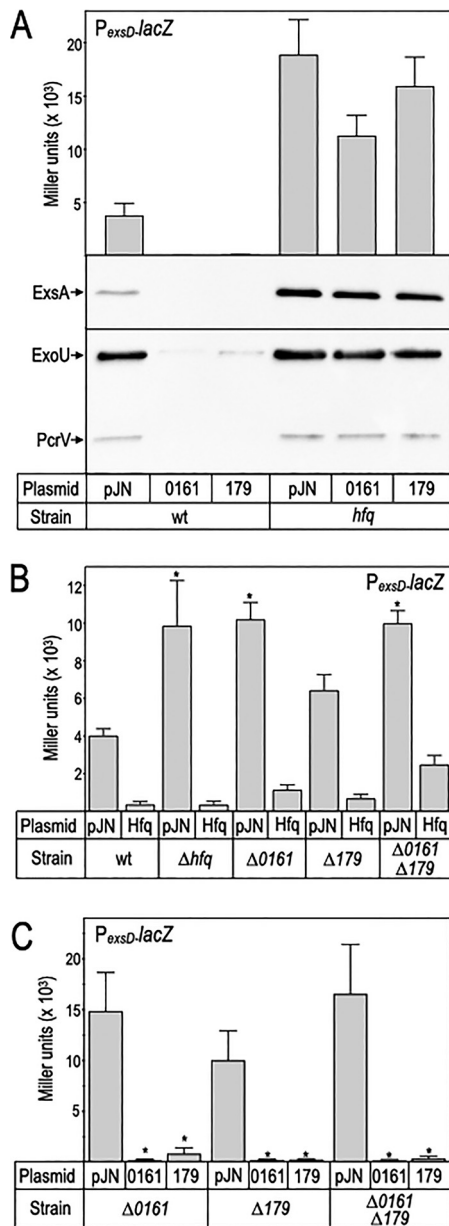 A
PexsD-lacZ
Miller units (x 10³)
20
15
10
5
ExsA
ExoU
PcrV
Plasmid pJN 0161 179 pJN 0161 179
Strain wt hfq
B
PexsD-lacZ
Miller units (x 10³)
12
10
8
6
4
2
* * *
Plasmid pJN Hfq pJN Hfq pJN Hfq pJN Hfq pJN Hfq
Strain wt Δhfq Δ0161 Δ179 Δ0161 Δ179
C
PexsD-lacZ
Miller units (x 10³)
20
15
10
5
* * * * * *
Plasmid pJN 0161 179 pJN 0161 179 pJN 0161 179
Strain Δ0161 Δ179 Δ0161 Δ179